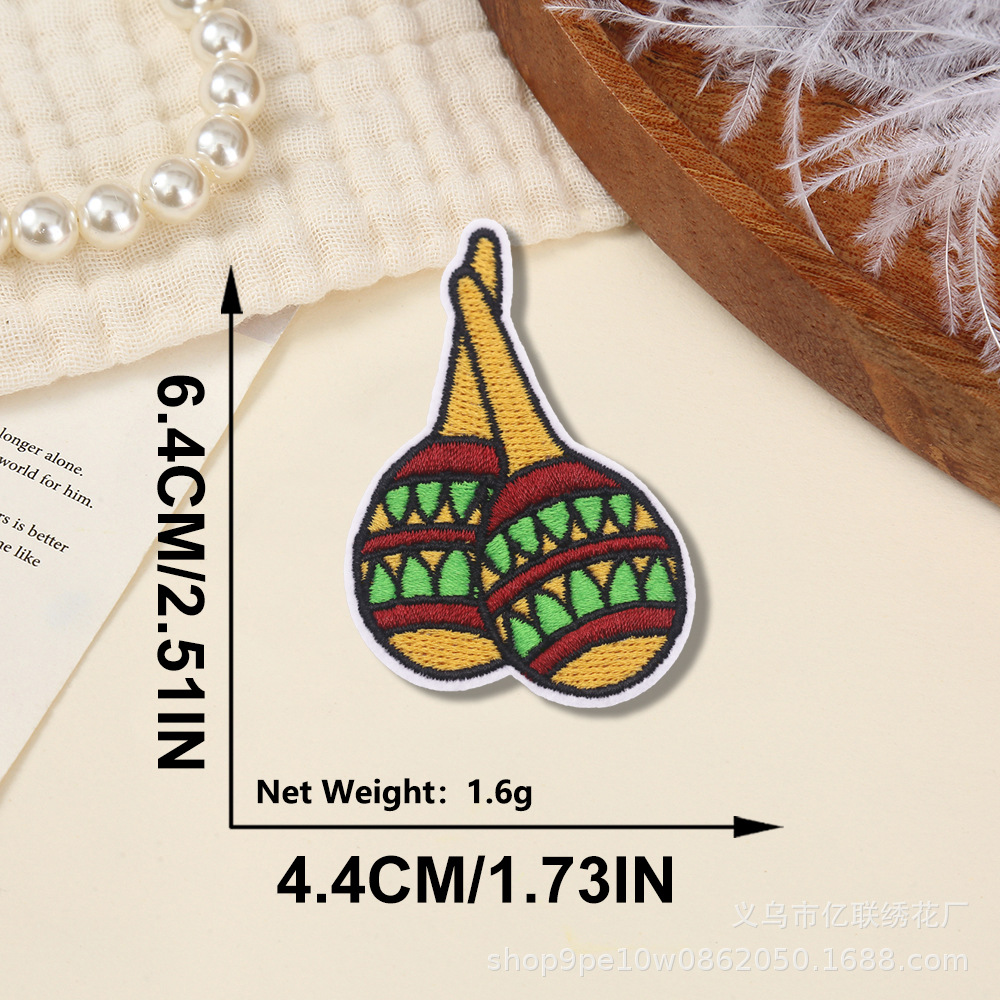 longer alone.
world for him.
rs is better
ne like
6.4CM/2.51IN
Net Weight：1.6g
4.4CM/1.73IN
义乌市亿联绣花厂
shop9pe10w0862050.1688.com